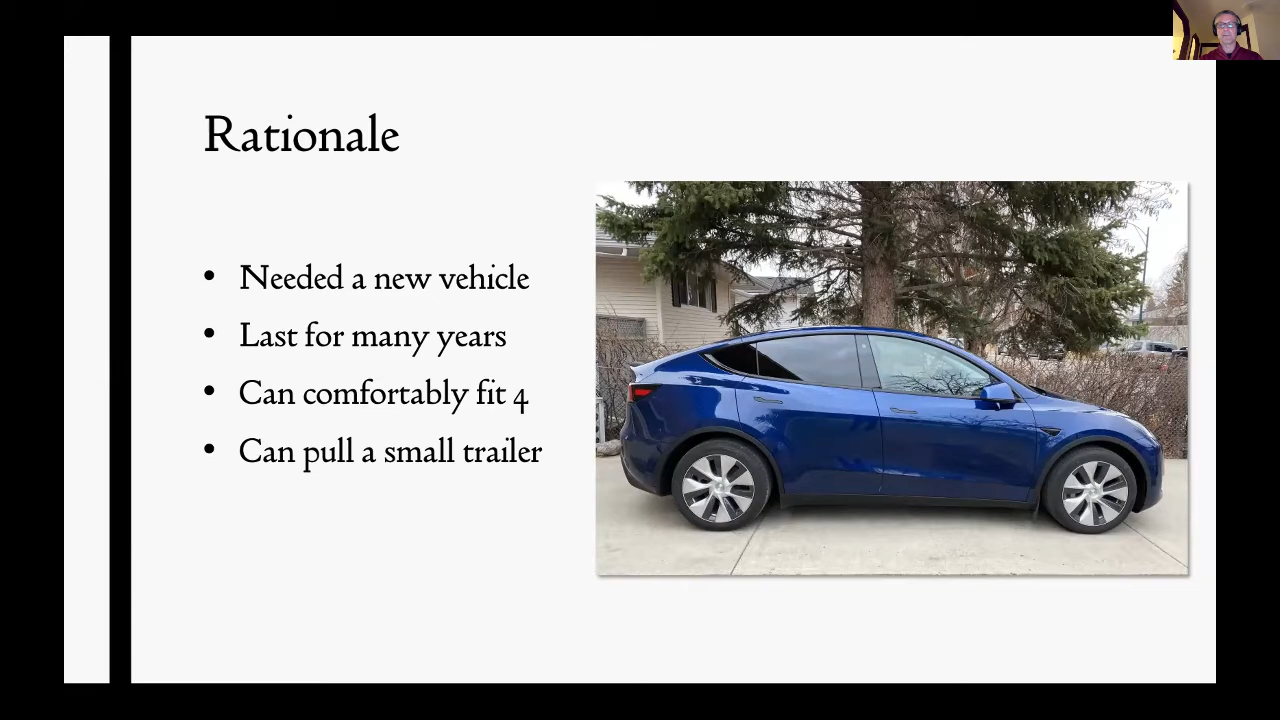 Rationale
• Needed a new vehicle
• Last for many years
• Can comfortably fit 4
• Can pull a small trailer